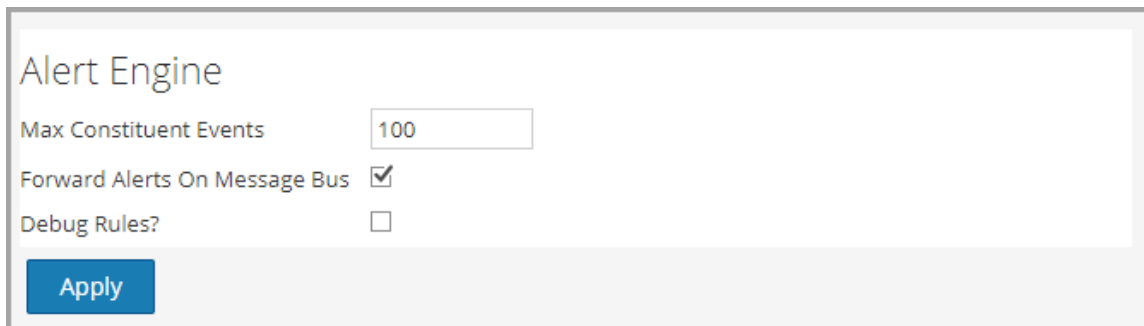 Alert Engine
Max Constituent Events 100
Forward Alerts On Message Bus
Debug Rules?
Apply